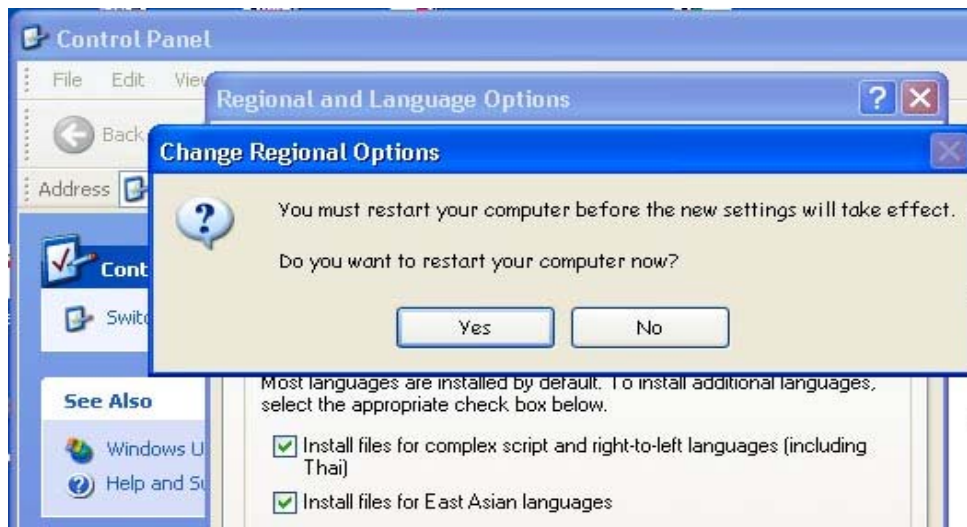 Control Panel
File Edit View
Regional and Language Options
Back
Change Regional Options
Address
You must restart your computer before the new settings will take effect.
Do you want to restart your computer now?
Yes No
Most languages are installed by default. To install additional languages,
select the appropriate check box below.
Install files for complex script and right-to-left languages (including
Thai)
Install files for East Asian languages
See Also
Help and